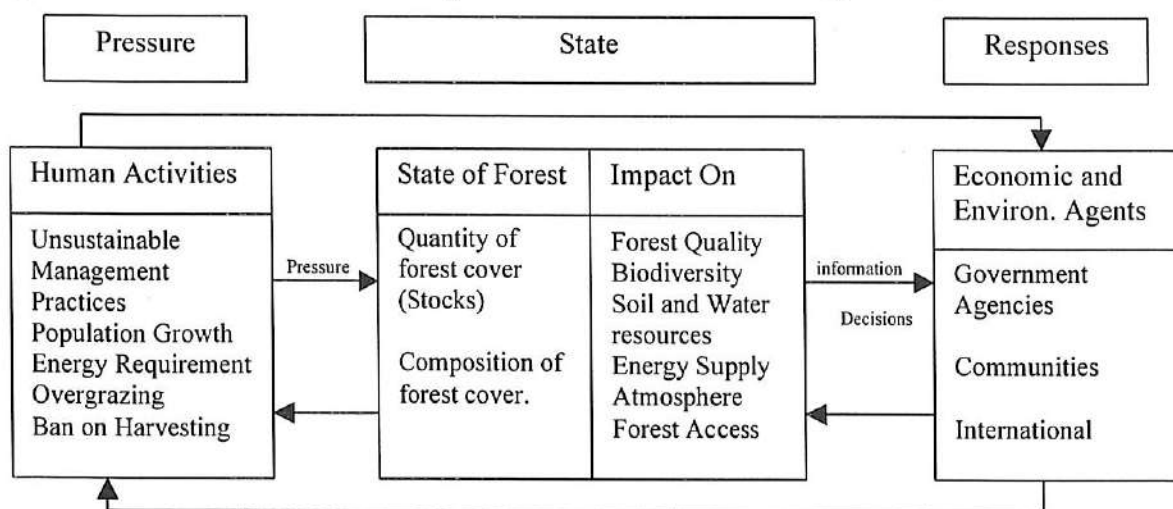 Pressure
State
Responses
Human Activities
Unsustainable
Management
Practices
Population Growth
Energy Requirement
Overgrazing
Ban on Harvesting
Pressure
State of Forest
Quantity of
forest cover
(Stocks)
Composition of
forest cover.
Impact On
Forest Quality
Biodiversity
Soil and Water
resources
Energy Supply
Atmosphere
Forest Access
information
Decisions
Economic and
Environ. Agents
Government
Agencies
Communities
International